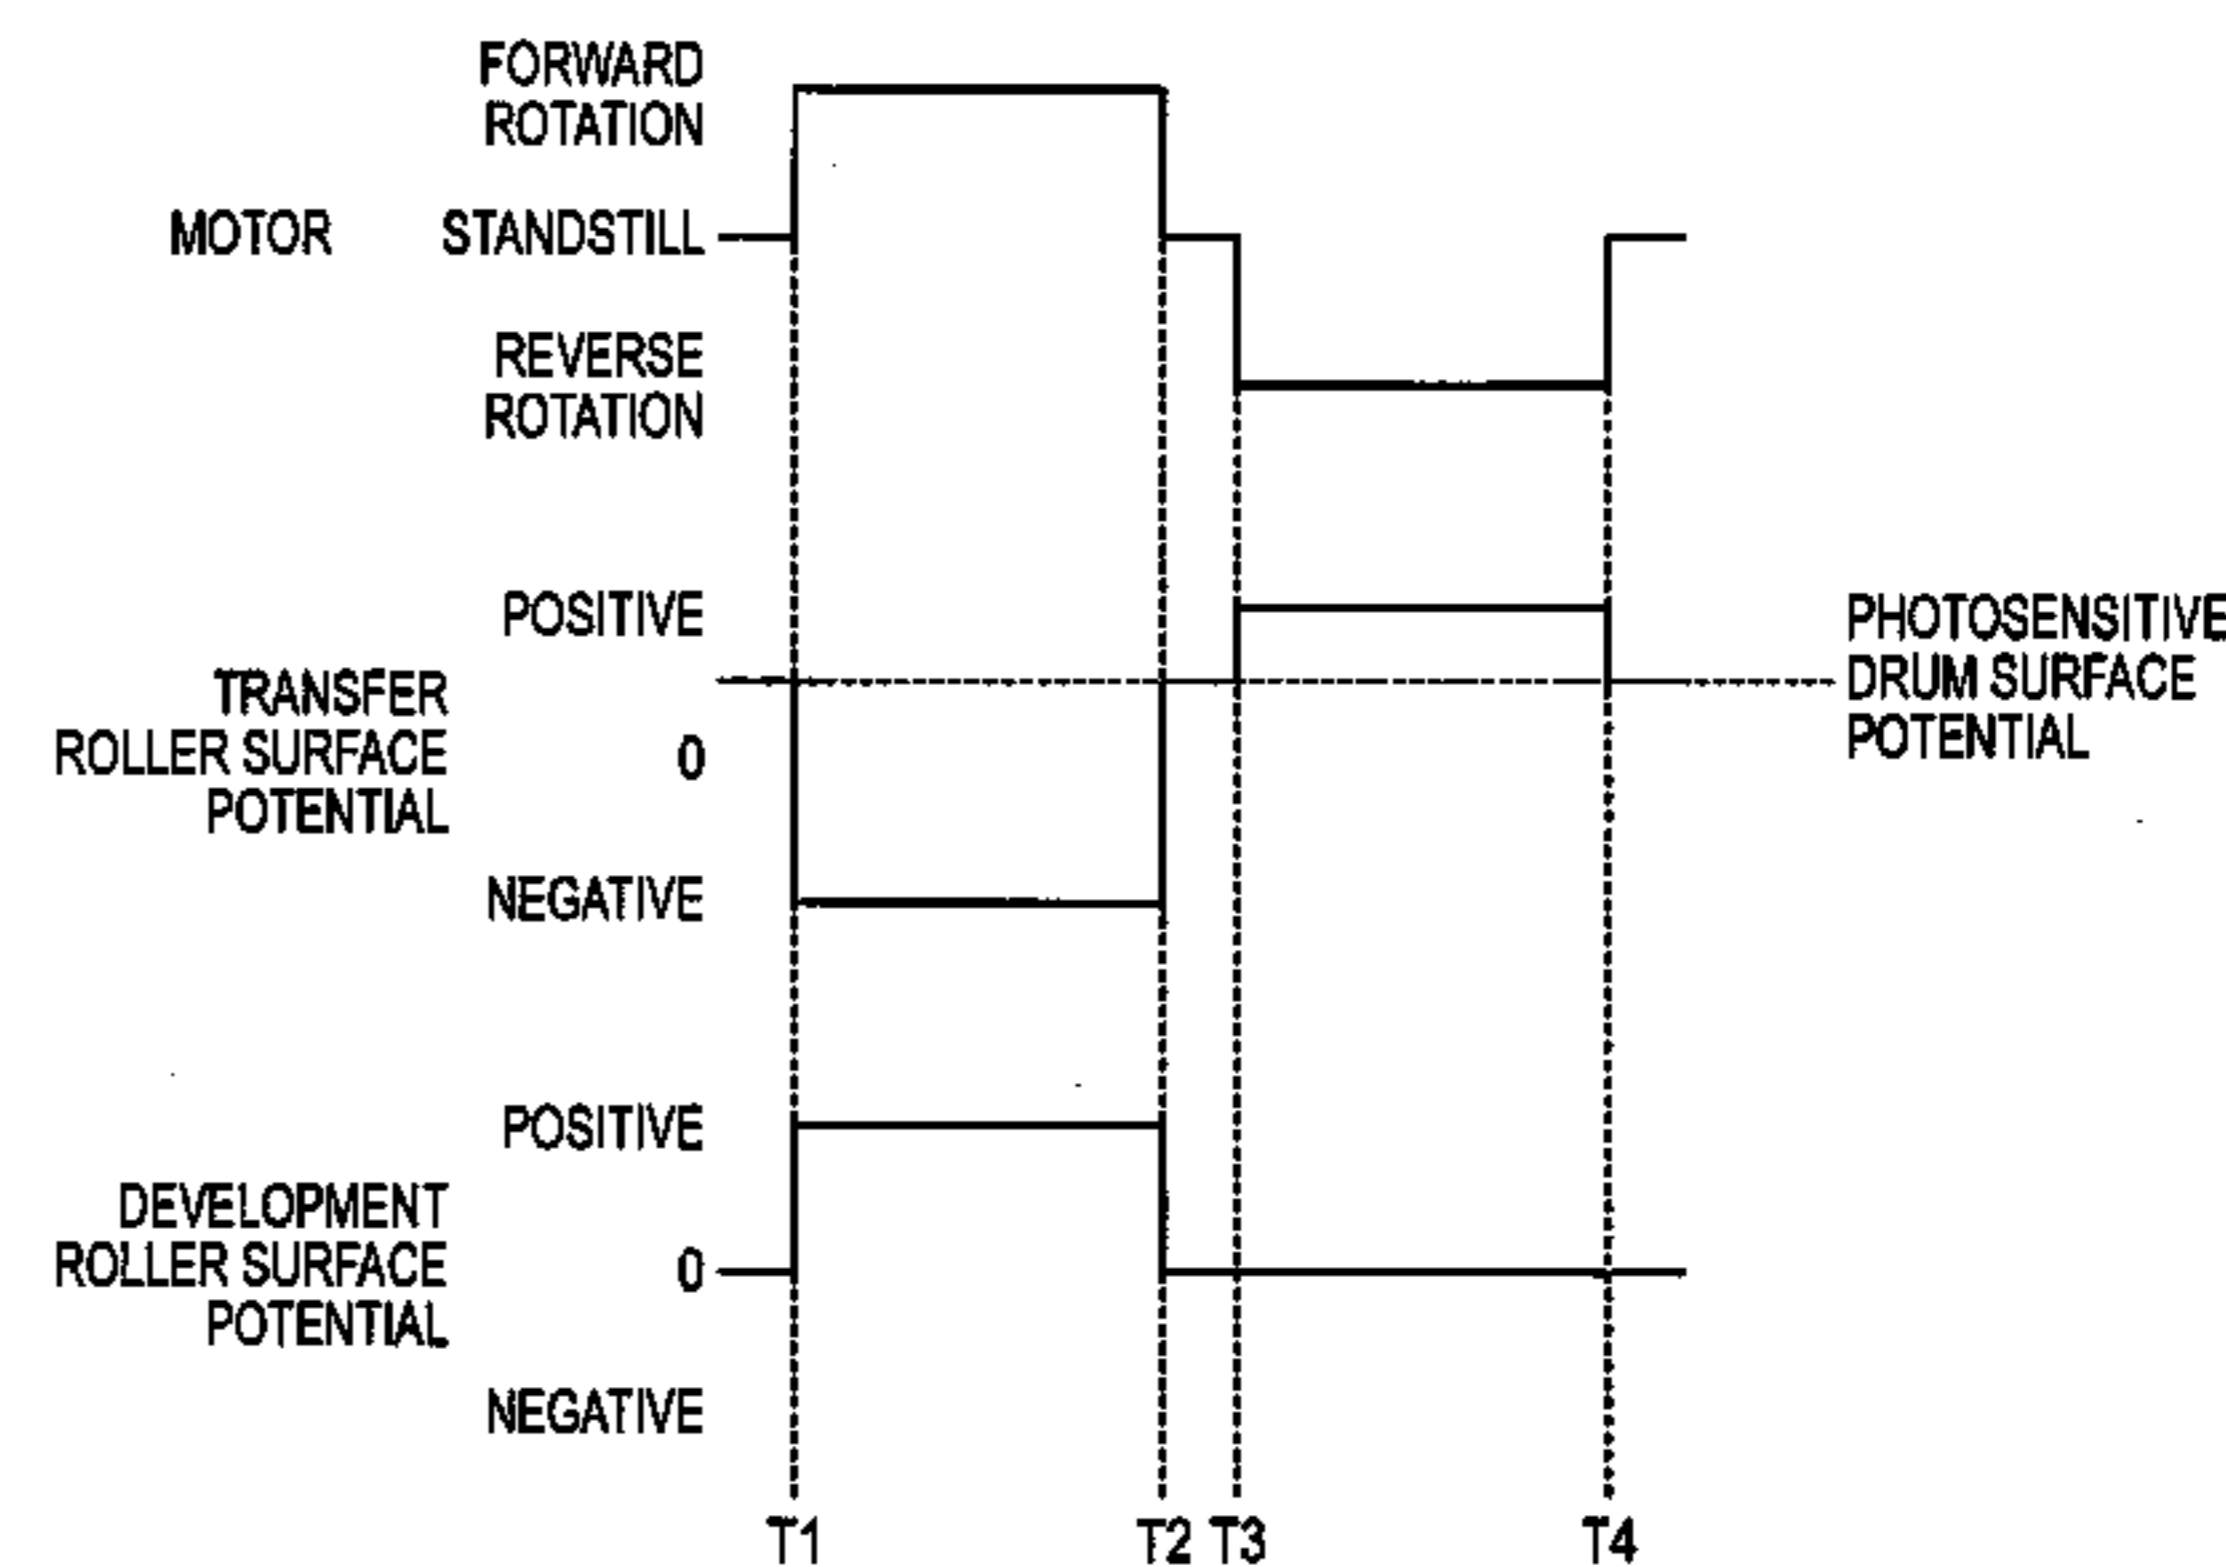 FORWARD
ROTATION
MOTOR STANDSTILL
REVERSE
ROTATION
POSITIVE
TRANSFER
ROLLER SURFACE
POTENTIAL
0
NEGATIVE
PHOTOSENSITIVE
DRUM SURFACE
POTENTIAL
POSITIVE
DEVELOPMENT
ROLLER SURFACE
POTENTIAL
0
NEGATIVE
T1 T2 T3 T4